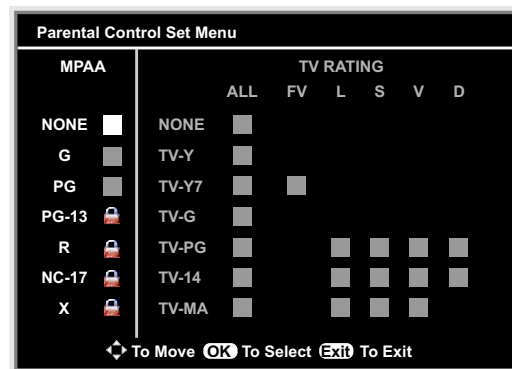 Parental Control Set Menu
MPAA TV RATING
ALL FV L S V D
NONE NONE
G TV-Y
PG TV-Y7
PG-13 TV-G
R TV-PG
NC-17 TV-14
X TV-MA
To Move OK To Select Exit To Exit